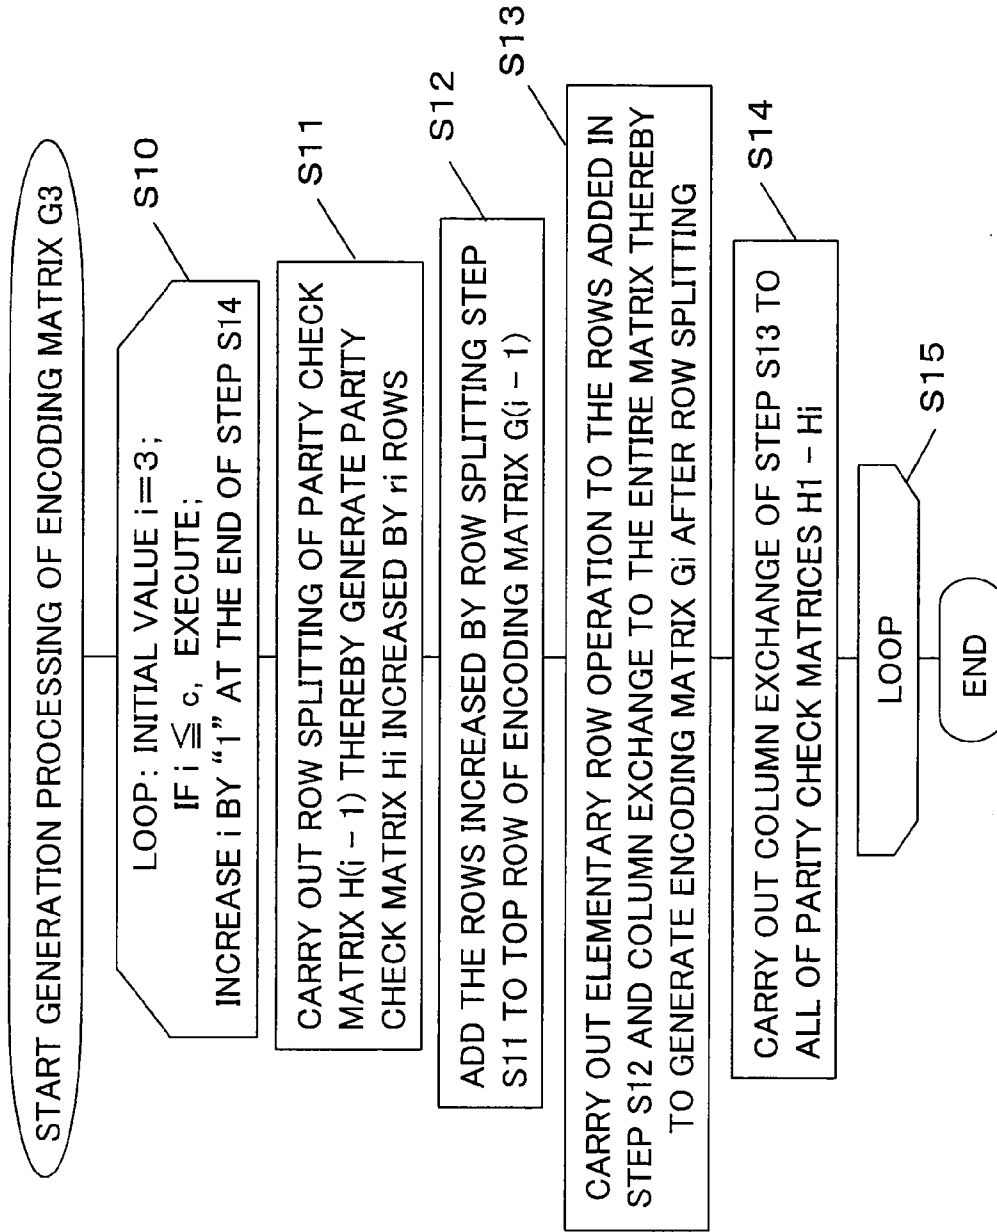 START GENERATION PROCESSING OF ENCODING MATRIX G3
S10
LOOP: INITIAL VALUE i=3;
IF i ≦ c, EXECUTE;
INCREASE i BY "1" AT THE END OF STEP S14
S11
CARRY OUT ROW SPLITTING OF PARITY CHECK
MATRIX H(i − 1) THEREBY GENERATE PARITY
CHECK MATRIX Hi INCREASED BY ri ROWS
S12
ADD THE ROWS INCREASED BY ROW SPLITTING STEP
S11 TO TOP ROW OF ENCODING MATRIX G(i − 1)
S13
CARRY OUT ELEMENTARY ROW OPERATION TO THE ROWS ADDED IN
STEP S12 AND COLUMN EXCHANGE TO THE ENTIRE MATRIX THEREBY
TO GENERATE ENCODING MATRIX Gi AFTER ROW SPLITTING
S14
CARRY OUT COLUMN EXCHANGE OF STEP S13 TO
ALL OF PARITY CHECK MATRICES H1 − Hi
S15
LOOP
END